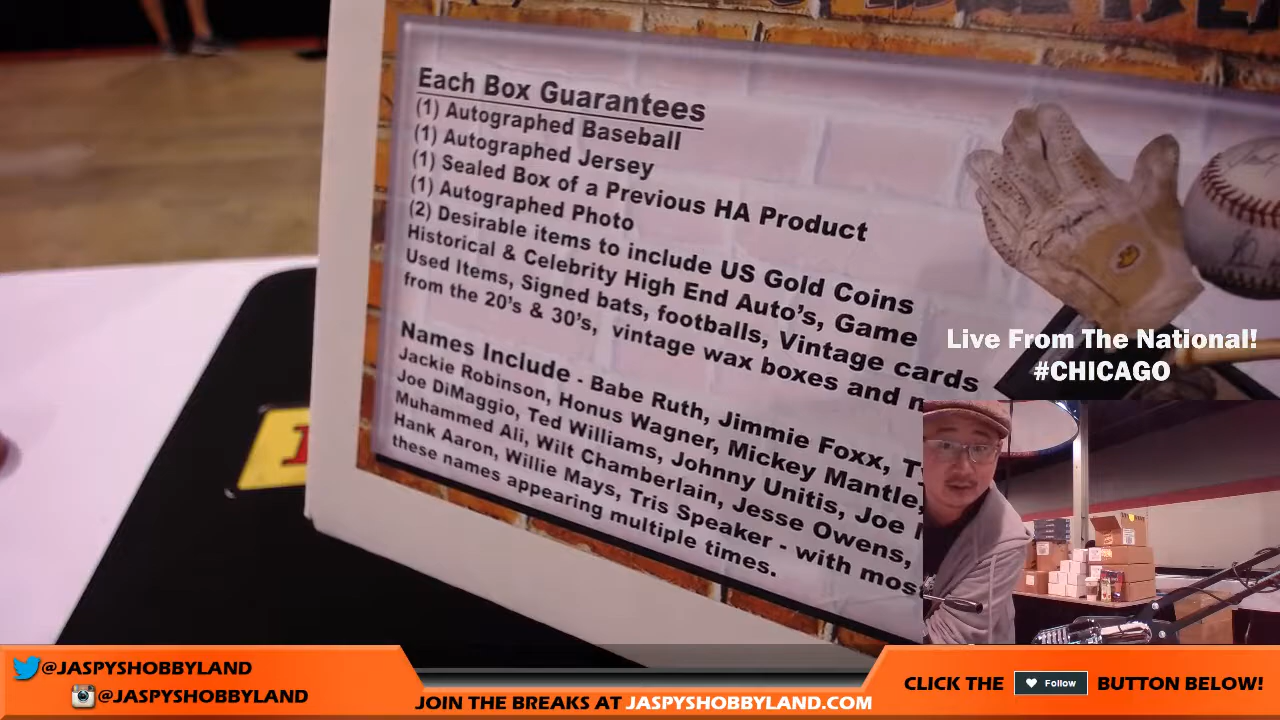 Each Box Guarantees
(1) Autographed Baseball
(1) Autographed Jersey
(1) Sealed Box of a Previous HA Product
(1) Autographed Photo
(2) Desirable items to include US Gold Coins
Historical & Celebrity High End Auto's, Game
Used Items, Signed bats, footballs, Vintage cards
from the 20's & 30's, vintage wax boxes and
Names Include - Babe Ruth, Jimmie Foxx,
Jackie Robinson, Honus Wagner, Mickey Mantle,
Joe DiMaggio, Ted Williams, Johnny Unitis, Joe
Muhammed Ali, Wilt Chamberlain, Jesse Owens,
Hank Aaron, Willie Mays, Tris Speaker - with most
these names appearing multiple times.
Live From The National!
#CHICAGO
@JASPYSHOBBYLAND
@JASPYSHOBBYLAND
JOIN THE BREAKS AT JASPYSHOBBYLAND.COM
CLICK THE Follow BUTTON BELOW!